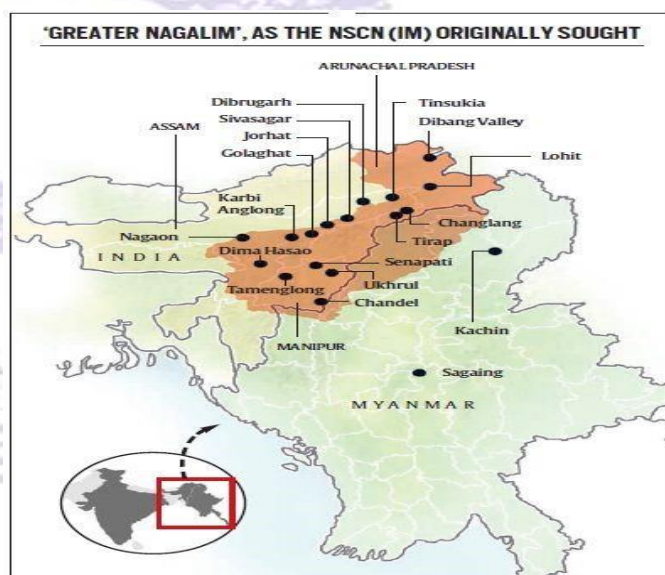 ‘GREATER NAGALIM’, AS THE NSCN (IM) ORIGINALLY SOUGHT
ARUNACHAL PRADESH
Dibrugarh
Tinsukia
Sivasagar
Dibang Valley
ASSAM
Jorhat
Golaghat
Lohit
Karbi
Anglong
Changlang
Nagaon
Tirap
Dima Hasao
INDIA
Senapati
Tamenglong
Ukhrul
Chandel
Kachin
MANIPUR
Sagaing
MYANMAR